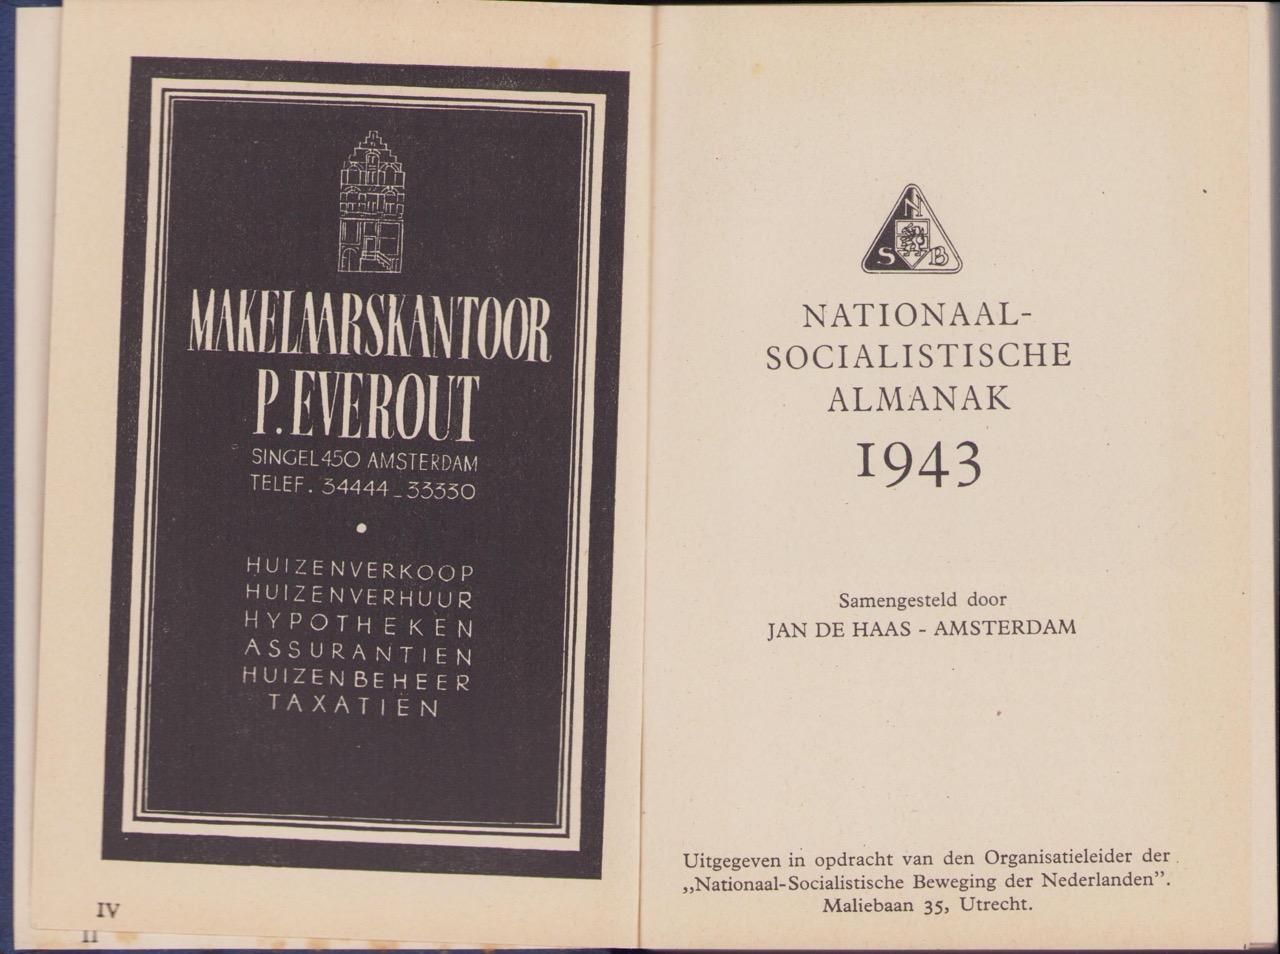 MAKELAARSKANTOOR
P. EVEROUT
SINGEL 450 AMSTERDAM
TELEF. 34444-33330
HUIZENVERKOOP
HUIZENVERHUUR
HYPOTHEKEN
ASSURANTIEN
HUIZENBEHEER
TAXATIËN
IV
II
N
S B
NATIONAAL-
SOCIALISTISCHE
ALMANAK
1943
Samengesteld door
JAN DE HAAS - AMSTERDAM
Uitgegeven in opdracht van den Organisatieleider der
„Nationaal-Socialistische Beweging der Nederlanden”.
Maliebaan 35, Utrecht.